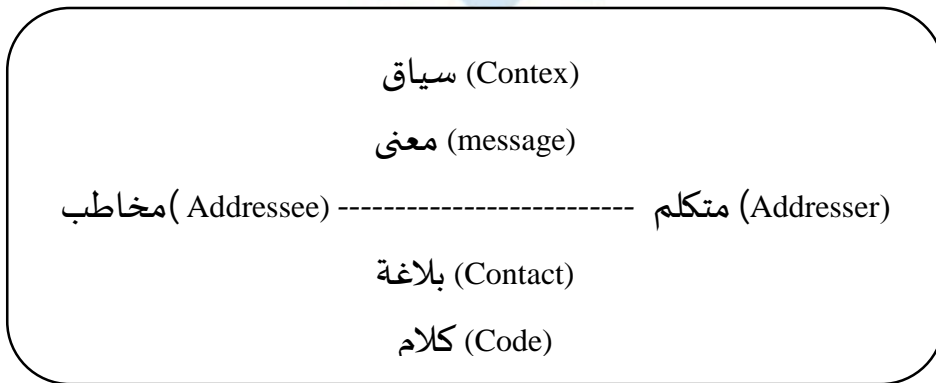 سياق (Contex)
معنى (message)
مخاطب( Addressee) -------------------------- متكلم (Addresser)
بلاغة (Contact)
كلام (Code)